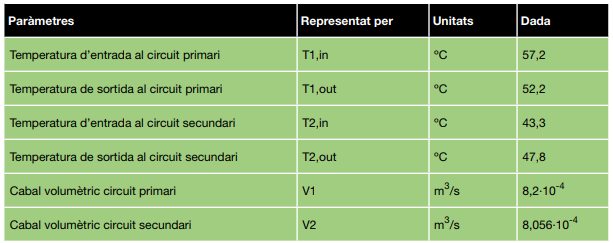 Paràmetres Representat per Unitats Dada
Temperatura d'entrada al circuit primari T1,in ºC 57,2
Temperatura de sortida al circuit primari T1,out ºC 52,2
Temperatura d'entrada al circuit secundari T2,in ºC 43,3
Temperatura de sortida al circuit secundari T2,out ºC 47,8
Cabal volumètric circuit primari V1 m³/s 8,2·10⁻⁴
Cabal volumètric circuit secundari V2 m³/s 8,056·10⁻⁴